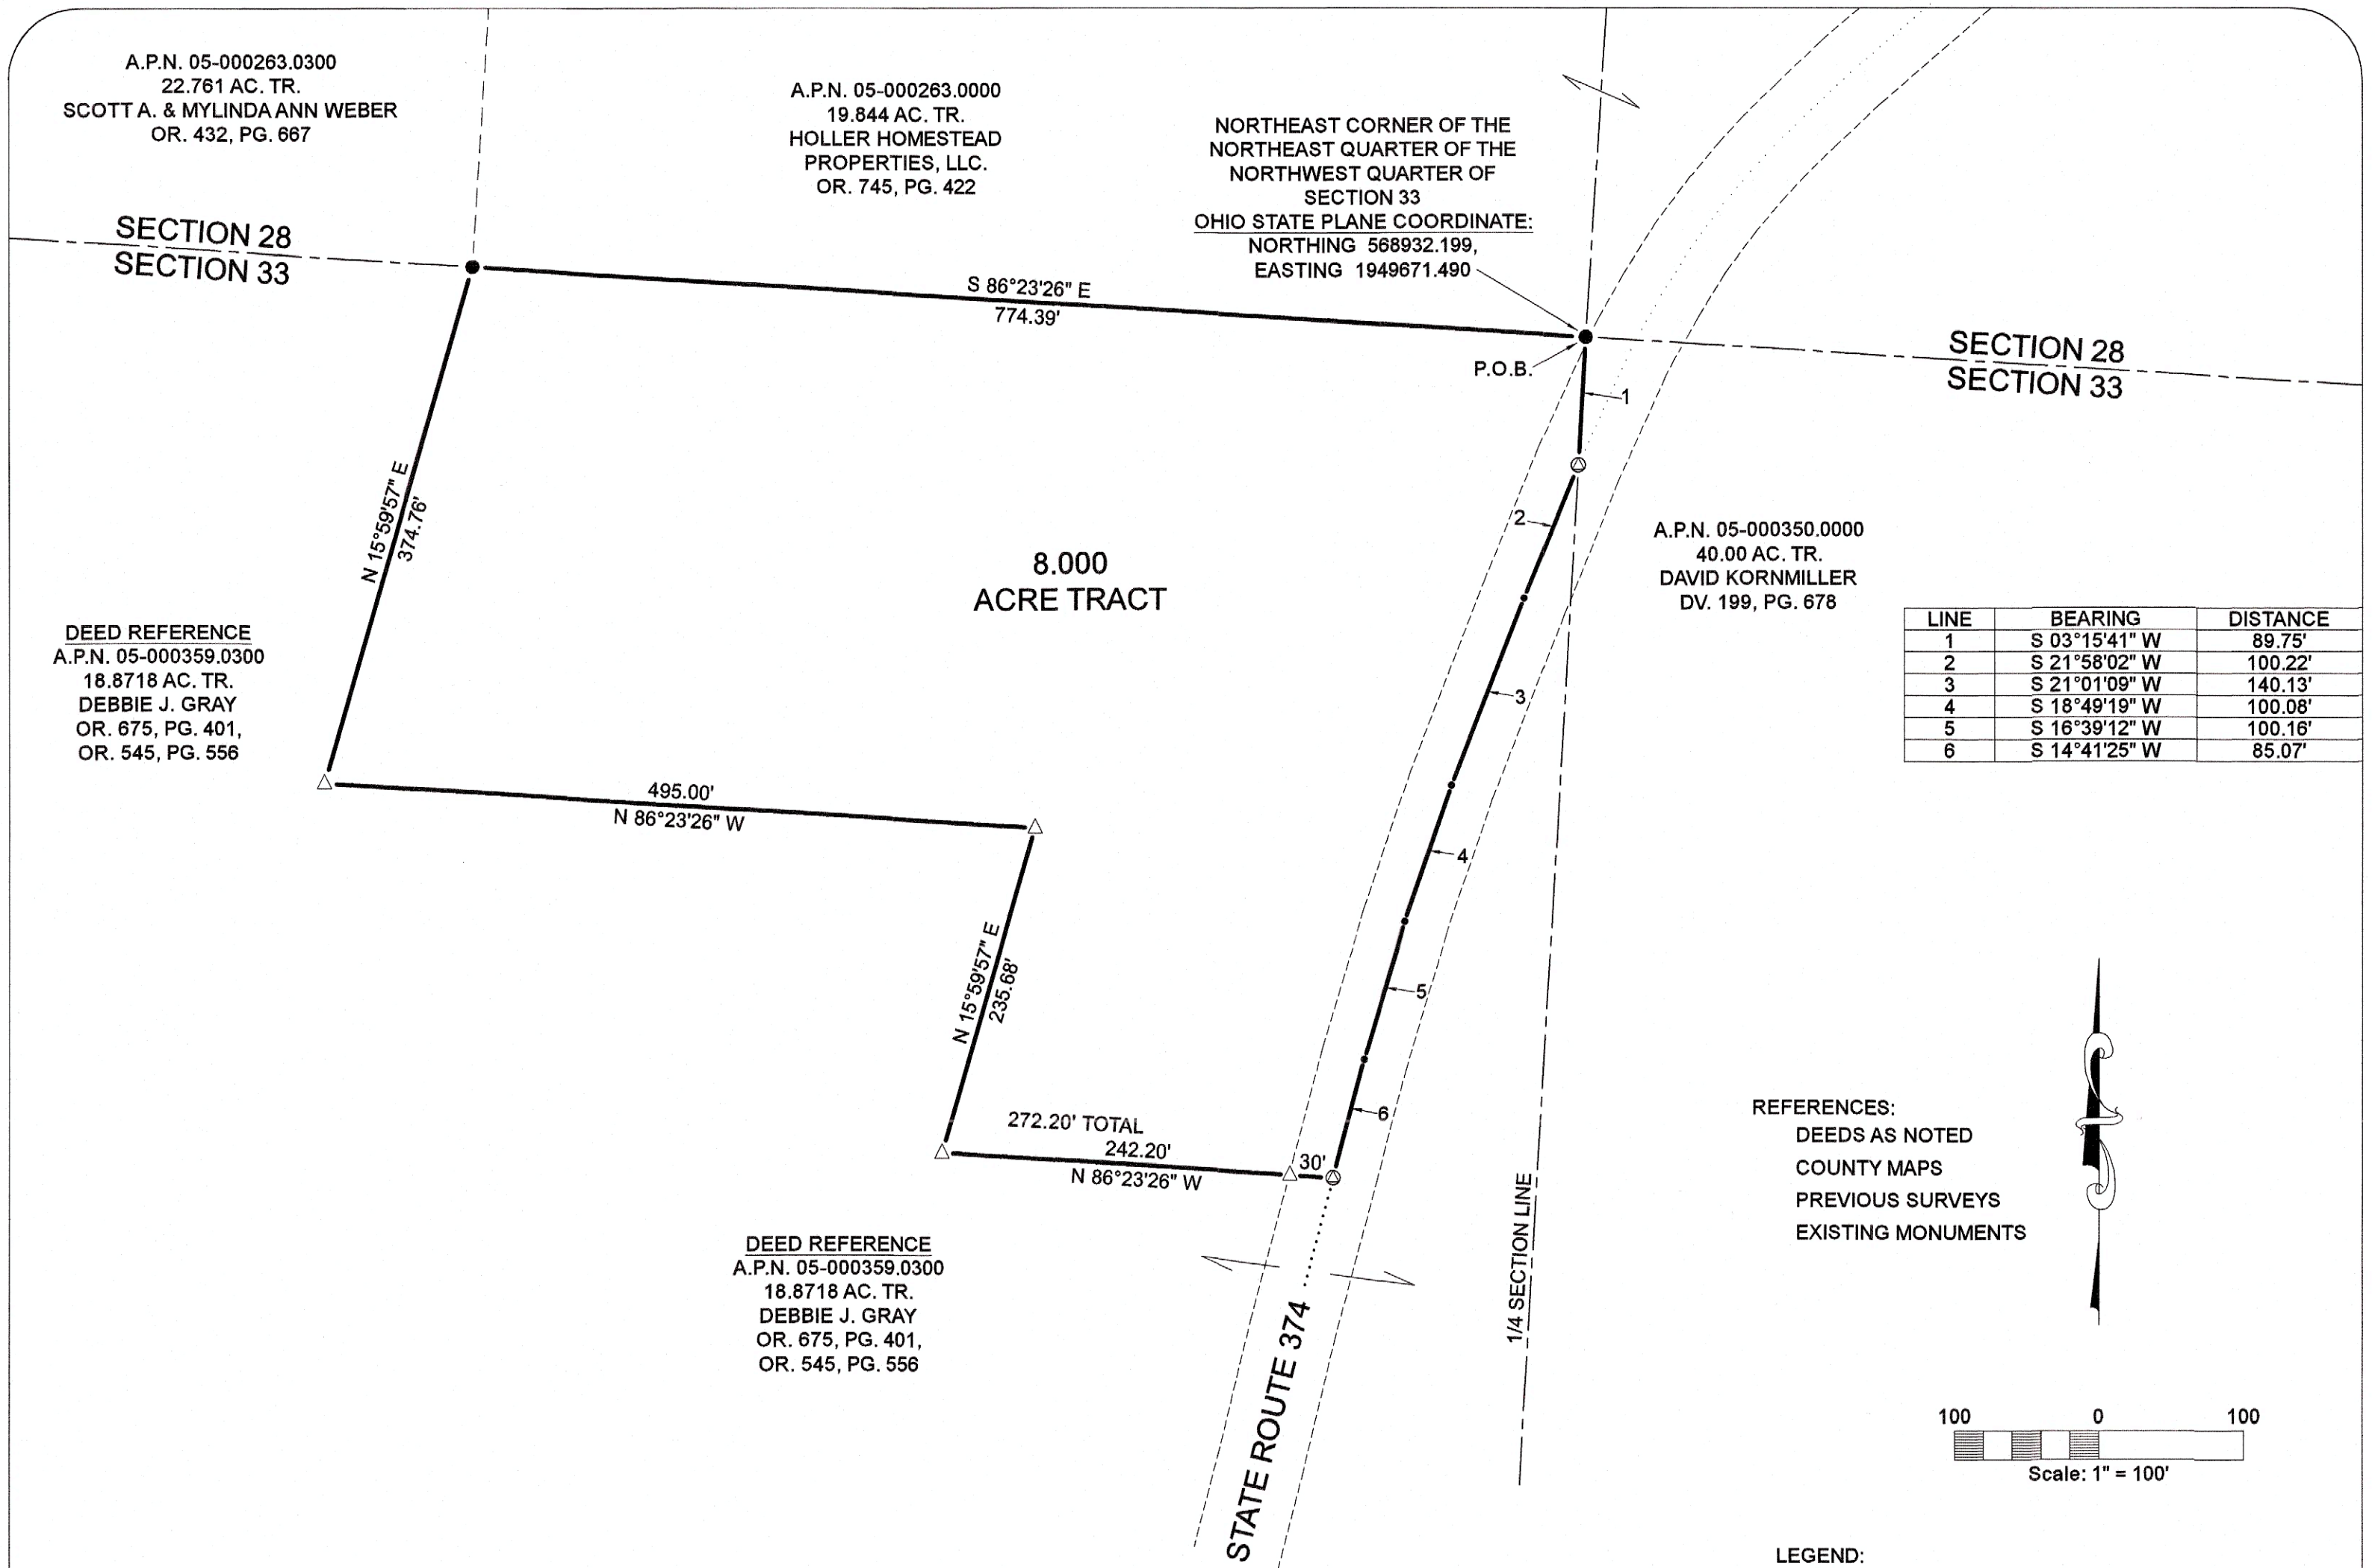 A.P.N. 05-000263.0300
22.761 AC. TR.
SCOTT A. & MYLINDA ANN WEBER
OR. 432, PG. 667
A.P.N. 05-000263.0000
19.844 AC. TR.
HOLLER HOMESTEAD
PROPERTIES, LLC.
OR. 745, PG. 422
NORTHEAST CORNER OF THE
NORTHEAST QUARTER OF THE
NORTHWEST QUARTER OF
SECTION 33
OHIO STATE PLANE COORDINATE:
NORTHING 568932.199,
EASTING 1949671.490
SECTION 28
SECTION 33
S 86°23'26" E
774.39'
P.O.B.
SECTION 28
SECTION 33
1
N 15°59'57" E
374.76'
2
8.000
ACRE TRACT
A.P.N. 05-000350.0000
40.00 AC. TR.
DAVID KORNMILLER
DV. 199, PG. 678
DEED REFERENCE
A.P.N. 05-000359.0300
18.8718 AC. TR.
DEBBIE J. GRAY
OR. 675, PG. 401,
OR. 545, PG. 556
LINE BEARING DISTANCE
1 S 03°15'41" W 89.75'
2 S 21°58'02" W 100.22'
3 S 21°01'09" W 140.13'
4 S 18°49'19" W 100.08'
5 S 16°39'12" W 100.16'
6 S 14°41'25" W 85.07'
3
495.00'
N 86°23'26" W
4
N 15°59'57" E
235.68'
5
6
272.20' TOTAL
242.20'
30'
N 86°23'26" W
REFERENCES:
DEEDS AS NOTED
COUNTY MAPS
PREVIOUS SURVEYS
EXISTING MONUMENTS
1/4 SECTION LINE
DEED REFERENCE
A.P.N. 05-000359.0300
18.8718 AC. TR.
DEBBIE J. GRAY
OR. 675, PG. 401,
OR. 545, PG. 556
STATE ROUTE 374
100 0 100
Scale: 1" = 100'
LEGEND: